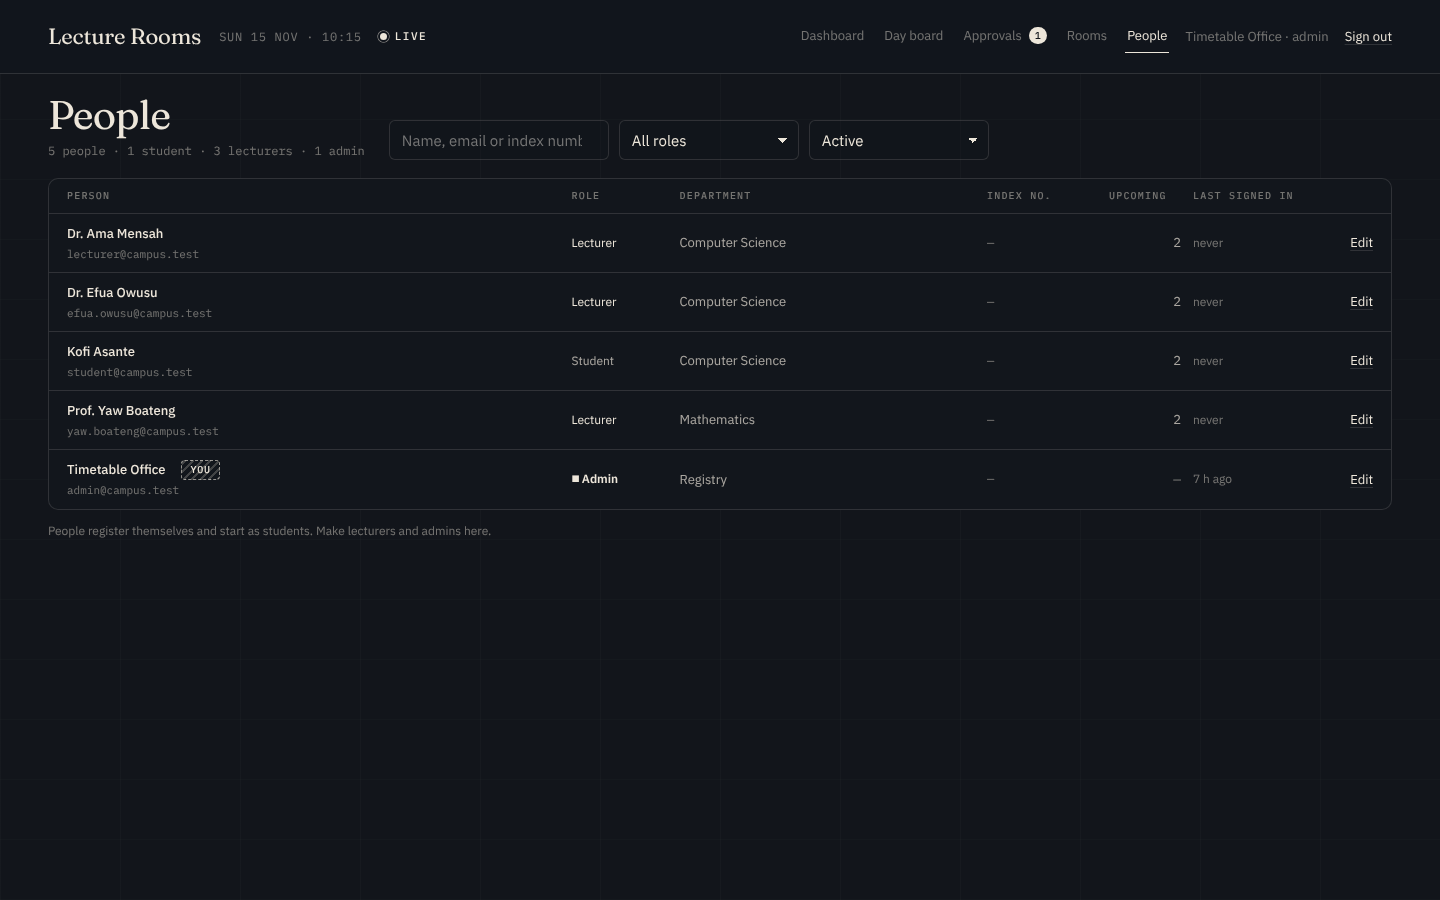 Lecture Rooms SUN 15 NOV · 10:15 LIVE Dashboard Day board Approvals 1 Rooms People Timetable Office · admin Sign out
People
5 people · 1 student · 3 lecturers · 1 admin
Name, email or index numb All roles Active
PERSON ROLE DEPARTMENT INDEX NO. UPCOMING LAST SIGNED IN
Dr. Ama Mensah
lecturer@campus.test
Lecturer Computer Science – 2 never Edit
Dr. Efua Owusu
efua.owusu@campus.test
Lecturer Computer Science – 2 never Edit
Kofi Asante
student@campus.test
Student Computer Science – 2 never Edit
Prof. Yaw Boateng
yaw.boateng@campus.test
Lecturer Mathematics – 2 never Edit
Timetable Office YOU
admin@campus.test
Admin Registry – – 7 h ago Edit
People register themselves and start as students. Make lecturers and admins here.